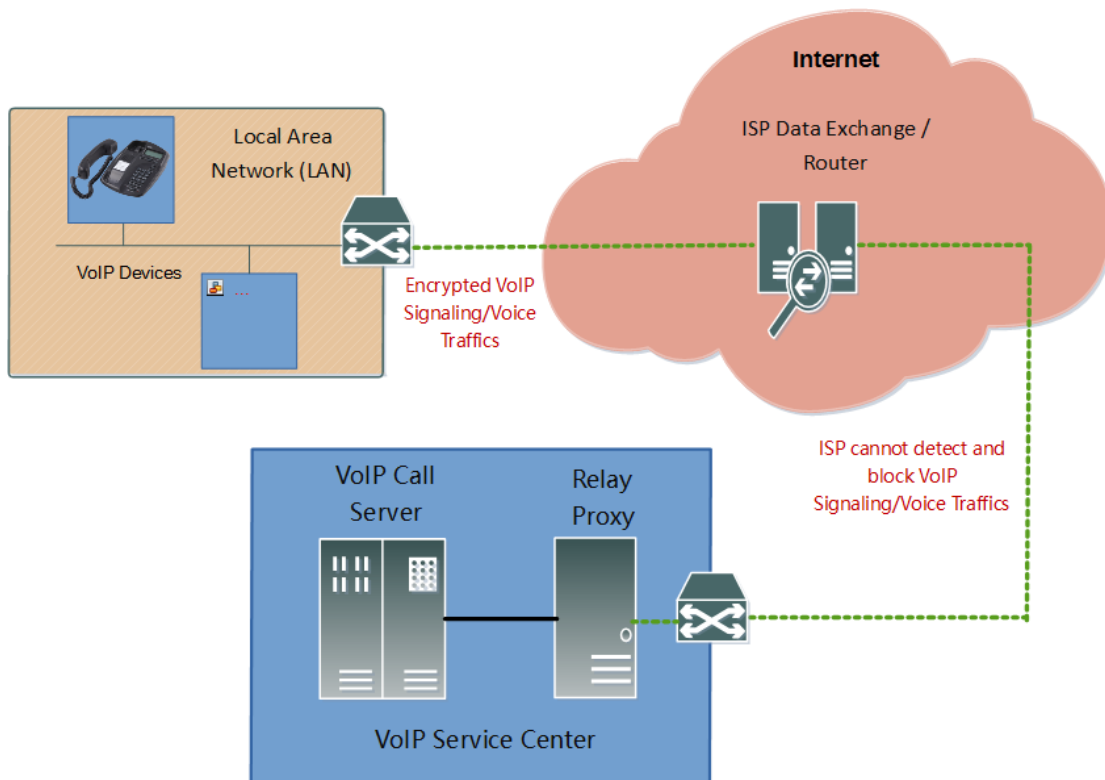 Internet
ISP Data Exchange /
Router
Local Area
Network (LAN)
VoIP Devices
...
Encrypted VoIP
Signaling/Voice
Traffics
ISP cannot detect and
block VoIP
Signaling/Voice Traffics
VoIP Call
Server
Relay
Proxy
VoIP Service Center